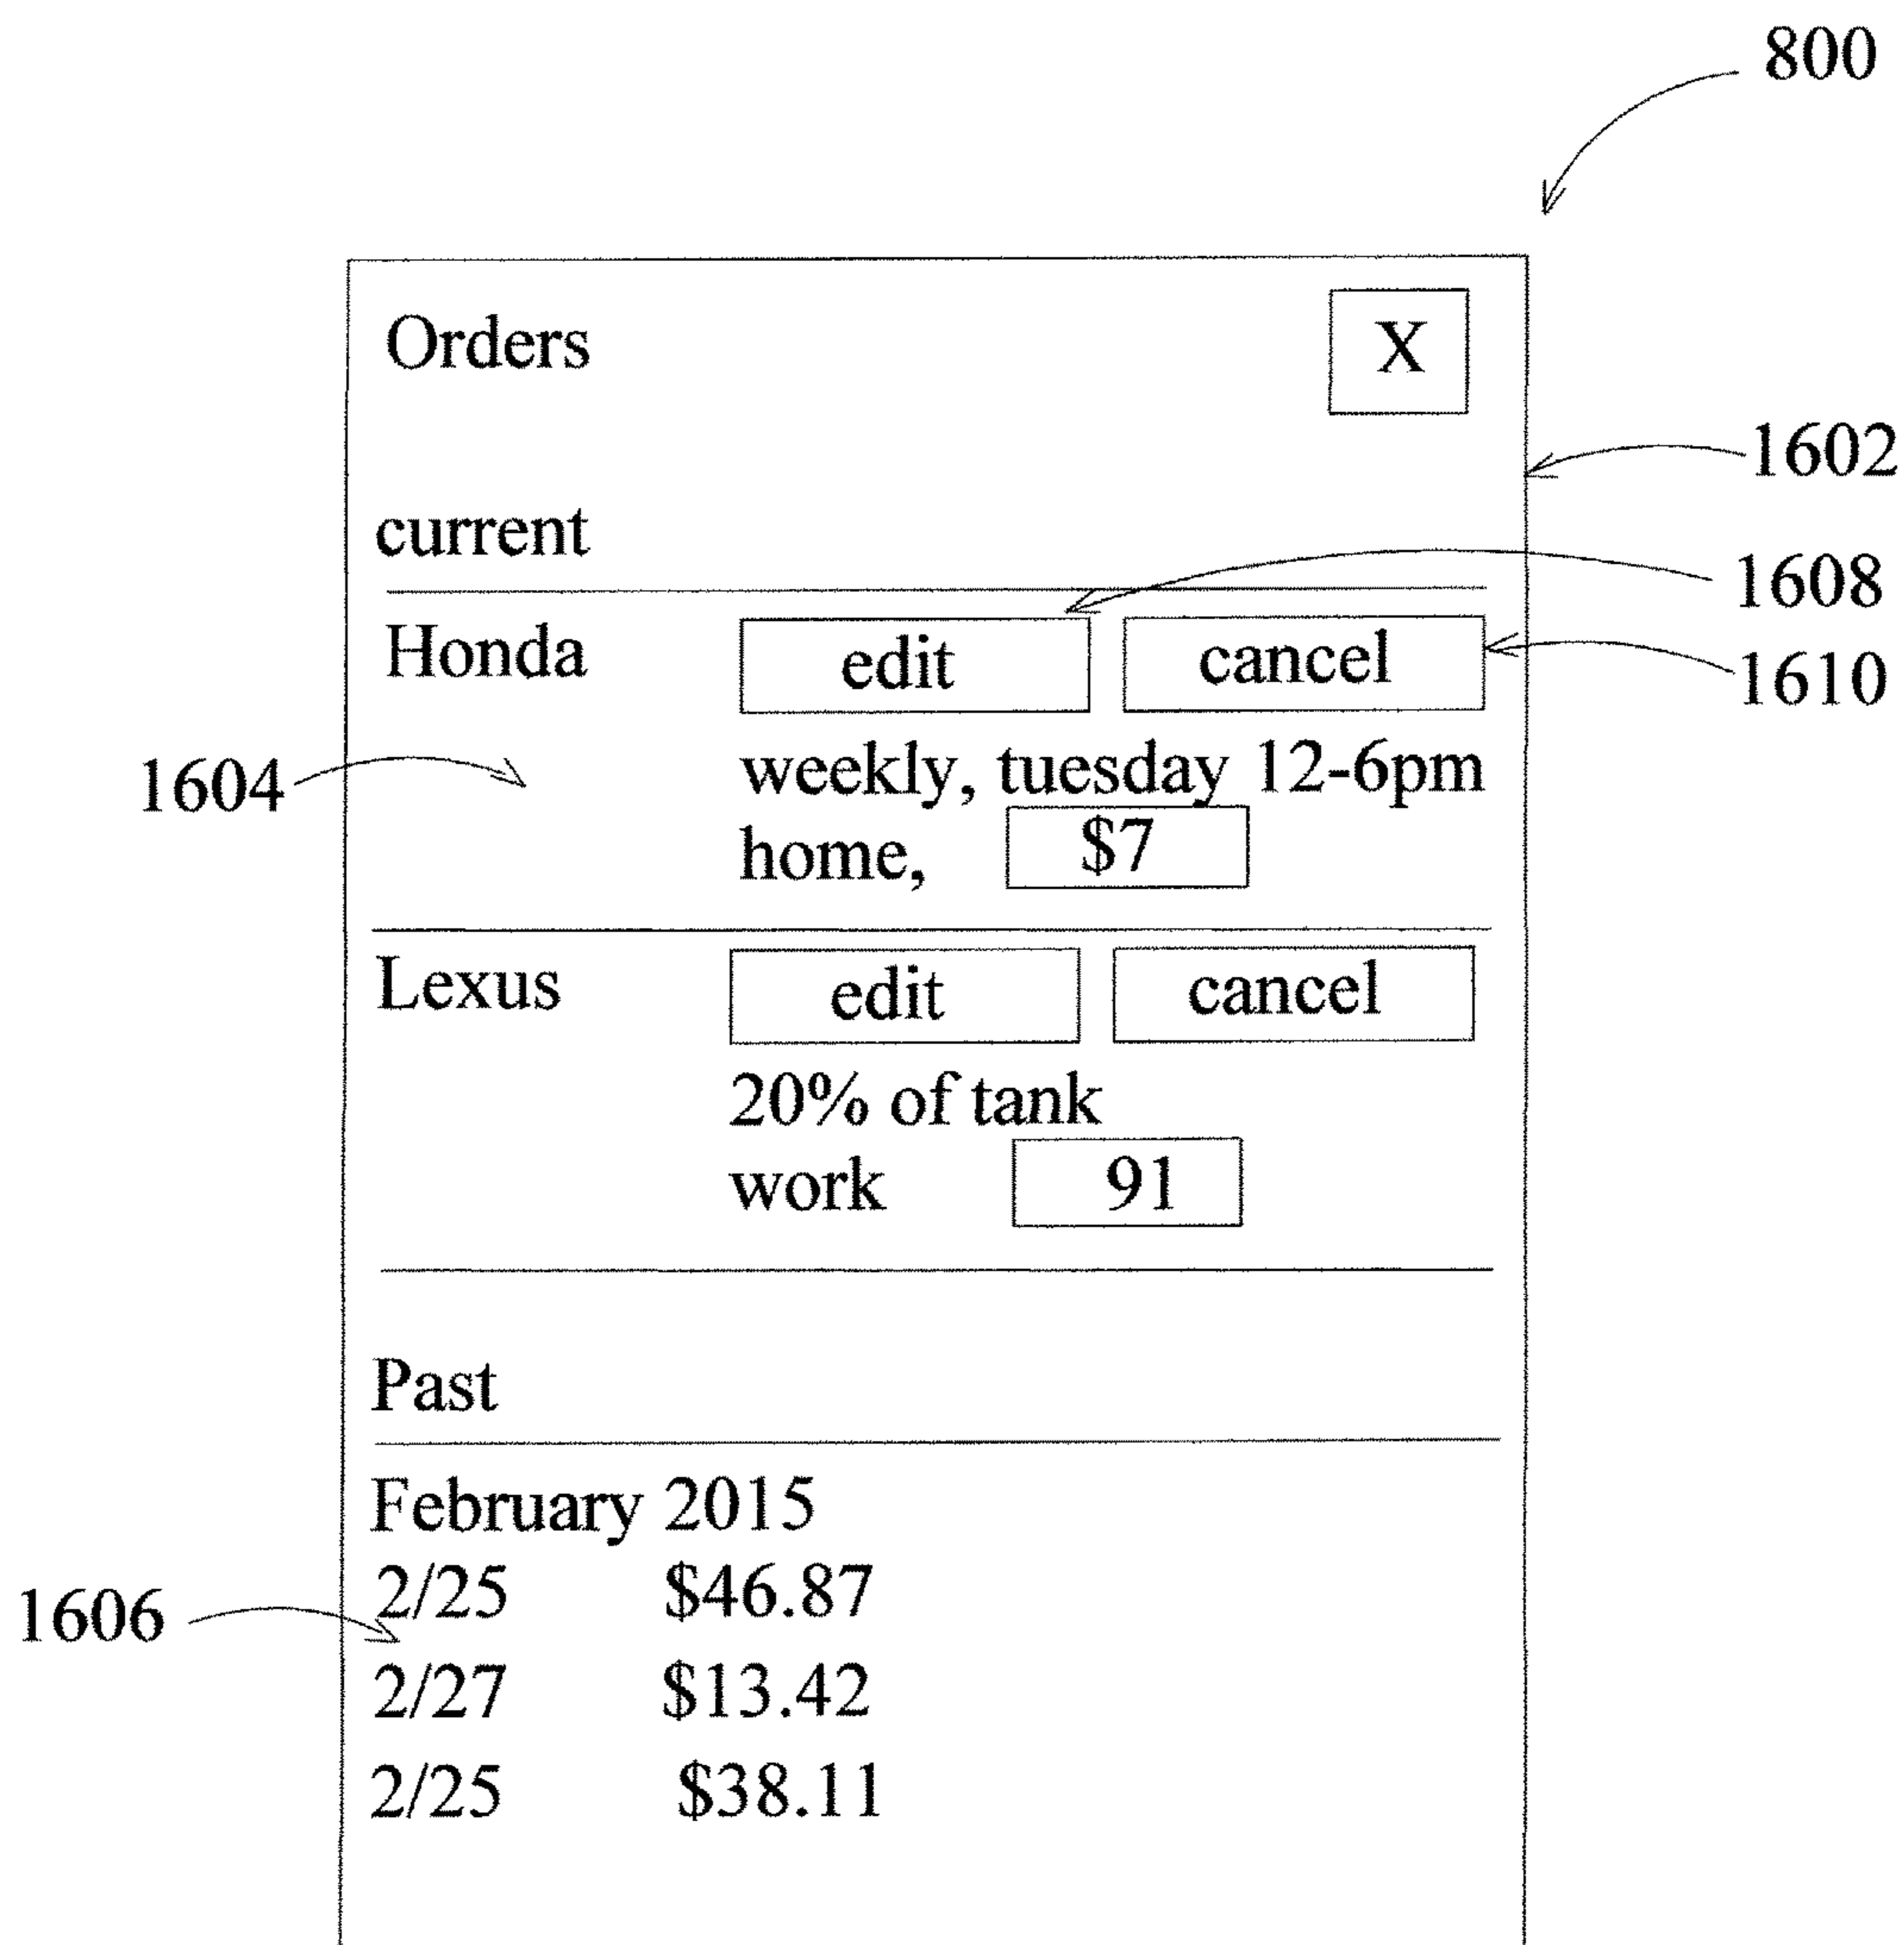 800
Orders X
1602
current
1608
Honda edit cancel
1610
1604 weekly, tuesday 12-6pm
home, $7
Lexus edit cancel
20% of tank
work 91
Past
February 2015
2/25 $46.87
1606
2/27 $13.42
2/25 $38.11